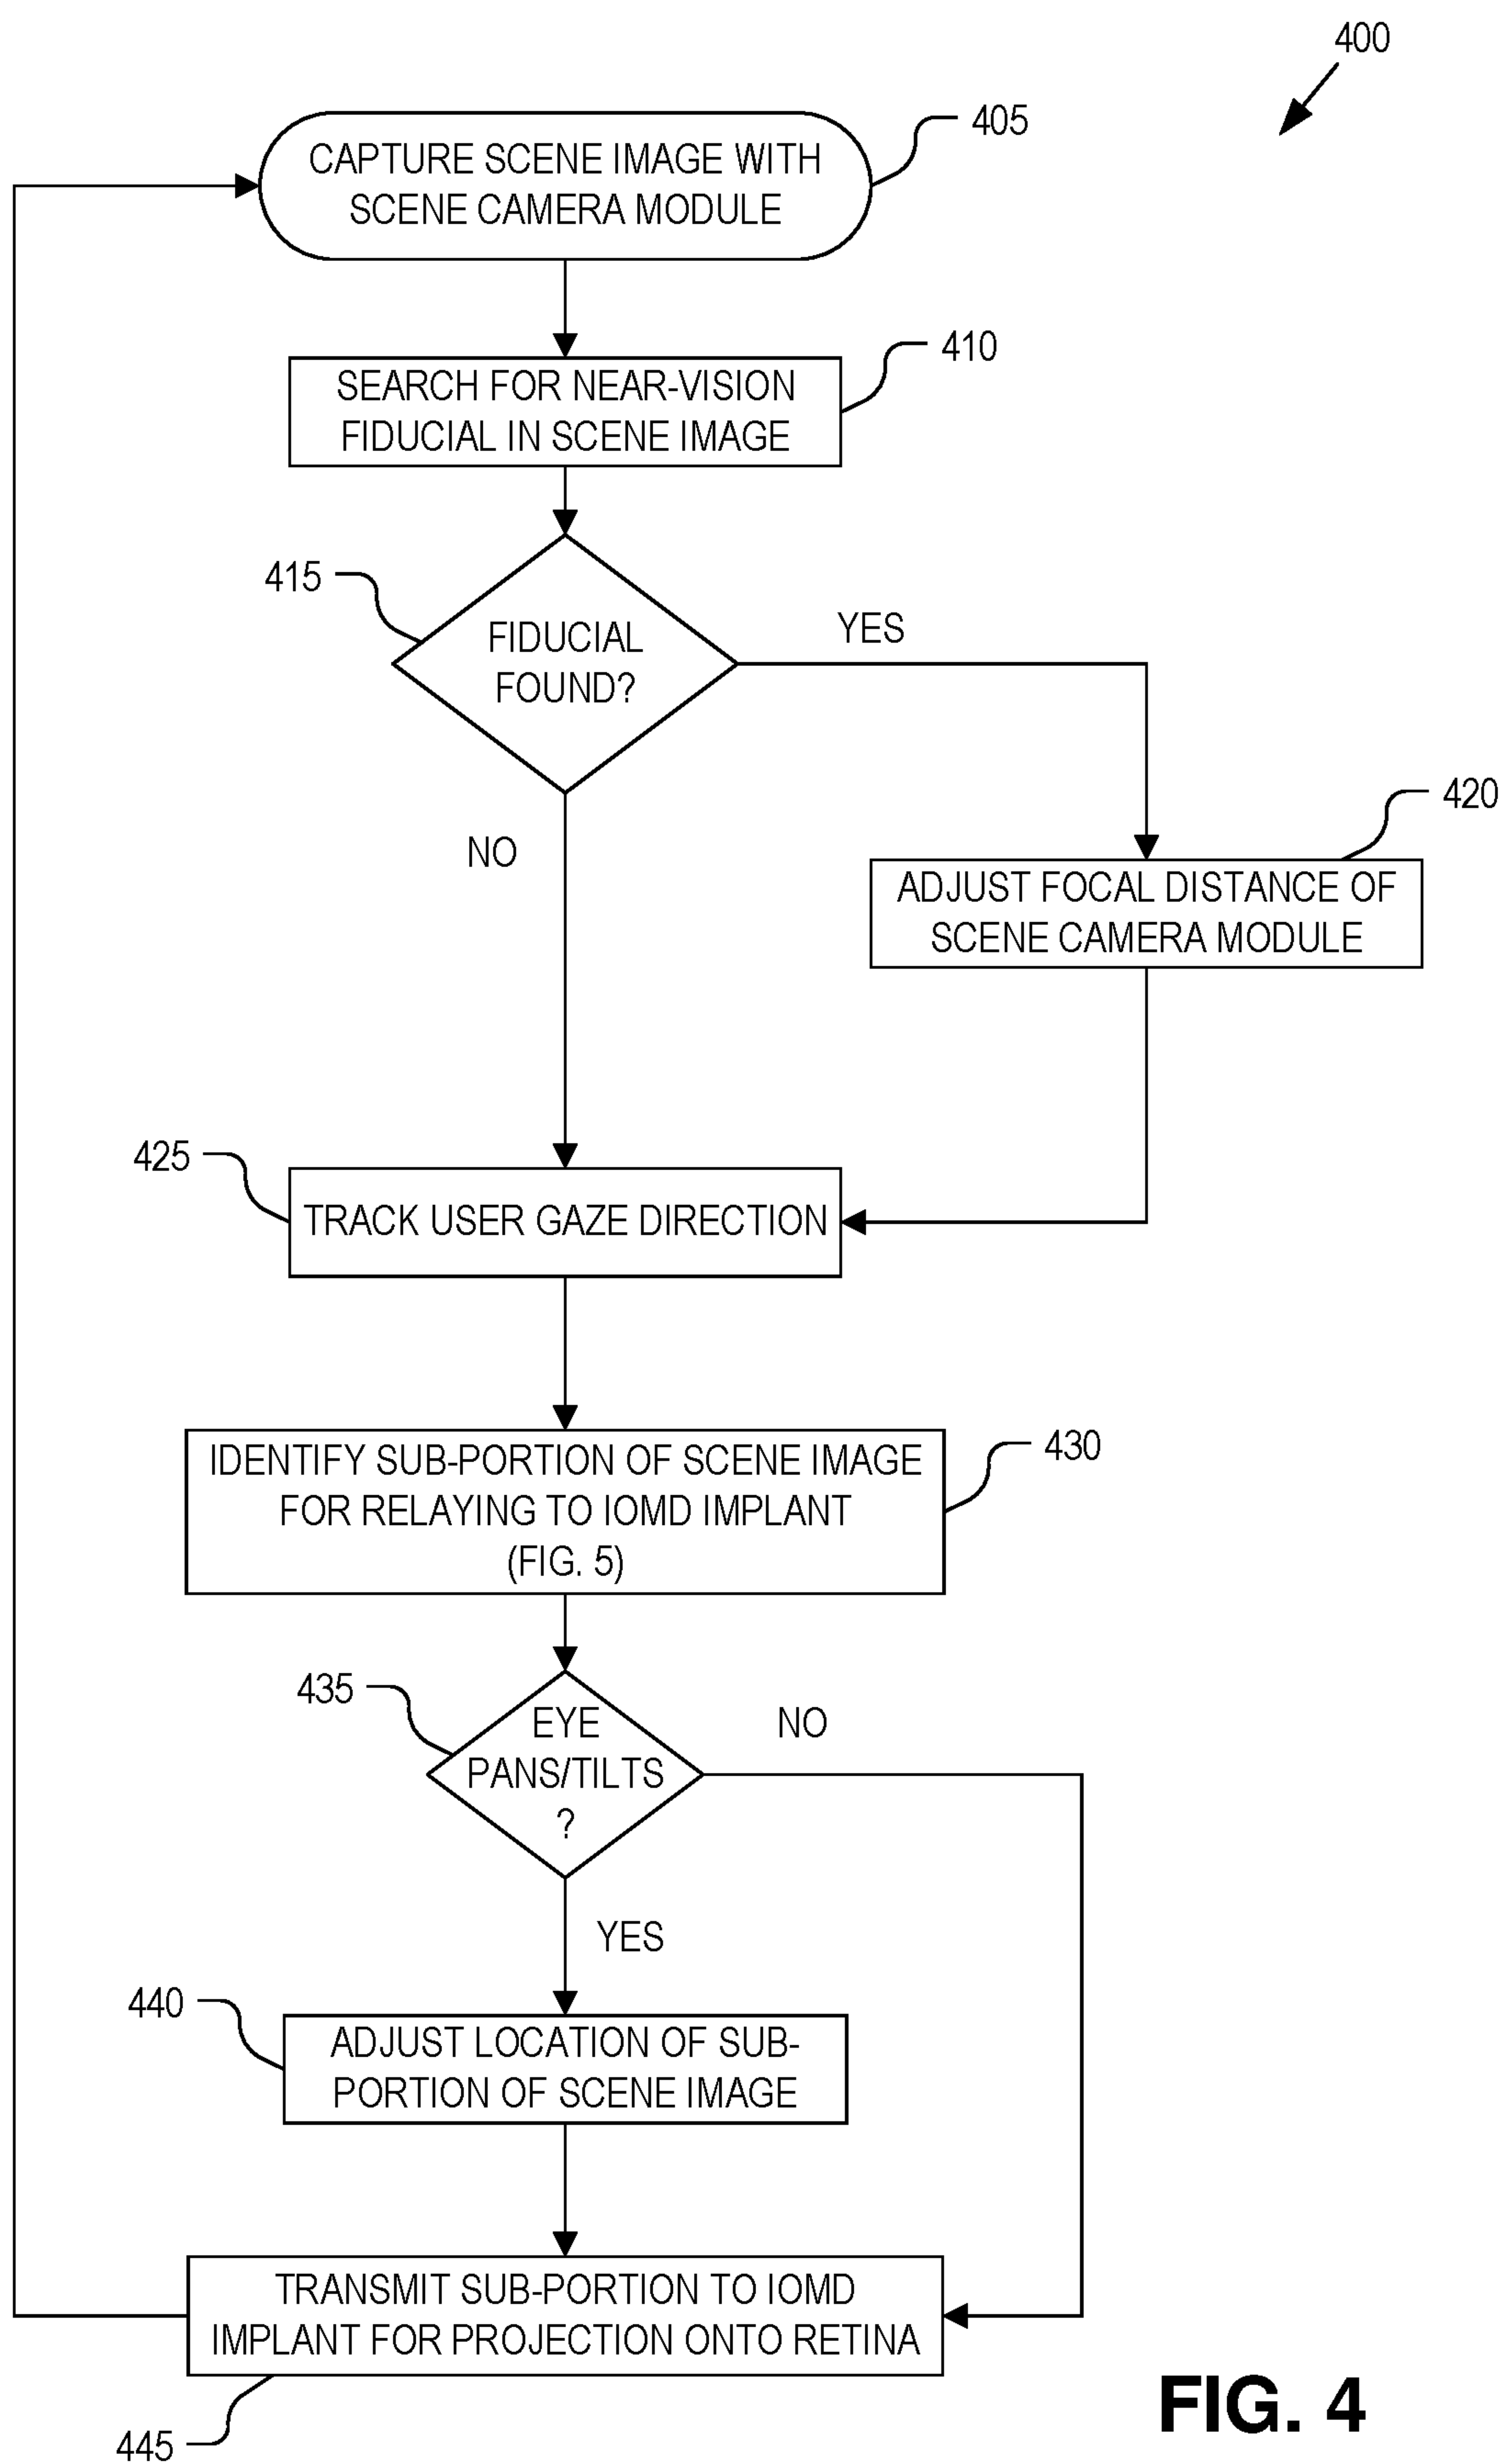 400
CAPTURE SCENE IMAGE WITH
SCENE CAMERA MODULE
405
SEARCH FOR NEAR-VISION
FIDUCIAL IN SCENE IMAGE
410
415
FIDUCIAL
FOUND?
YES
NO
420
ADJUST FOCAL DISTANCE OF
SCENE CAMERA MODULE
425
TRACK USER GAZE DIRECTION
IDENTIFY SUB-PORTION OF SCENE IMAGE
FOR RELAYING TO IOMD IMPLANT
(FIG. 5)
430
435
EYE
PANS/TILTS
?
NO
YES
440
ADJUST LOCATION OF SUB-
PORTION OF SCENE IMAGE
TRANSMIT SUB-PORTION TO IOMD
IMPLANT FOR PROJECTION ONTO RETINA
445
FIG. 4